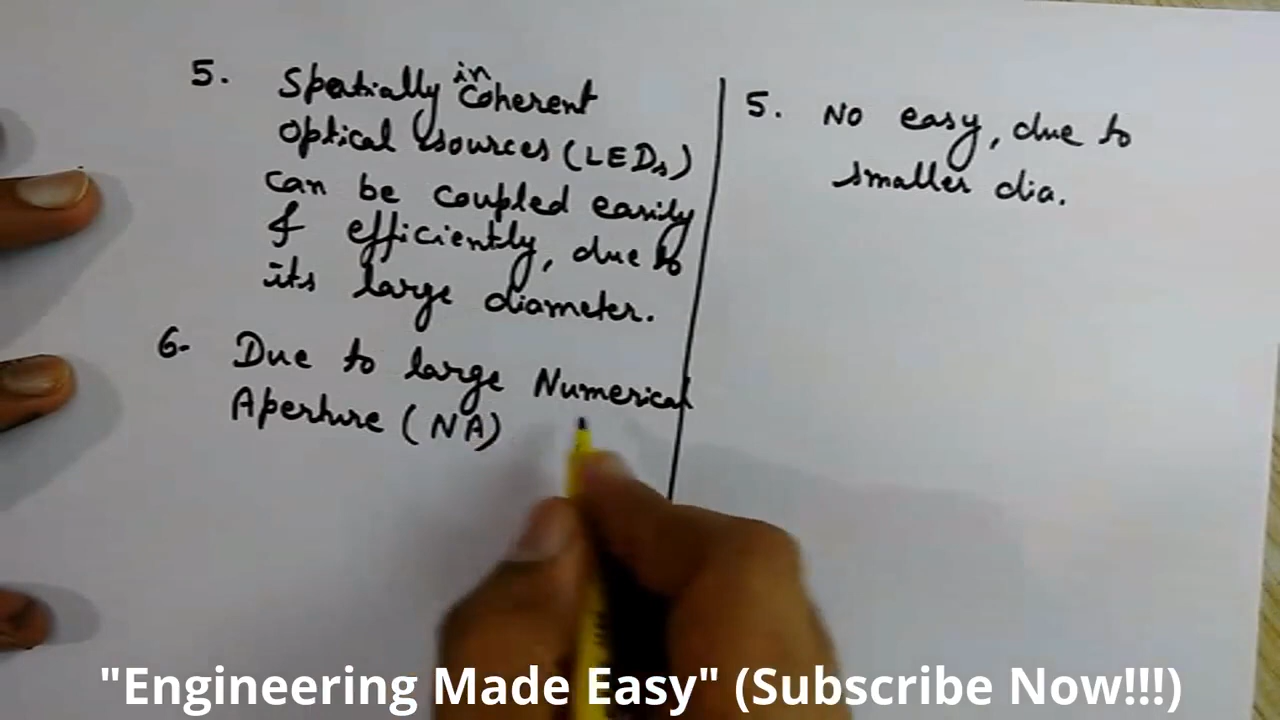 5. Spatially in
coherent
optical sources (LEDs)
can be coupled easily
& efficiently, due to
its large diameter.
6. Due to large Numerical
Aperture (NA)
5. No easy, due to
smaller dia.
"Engineering Made Easy" (Subscribe Now!!!)